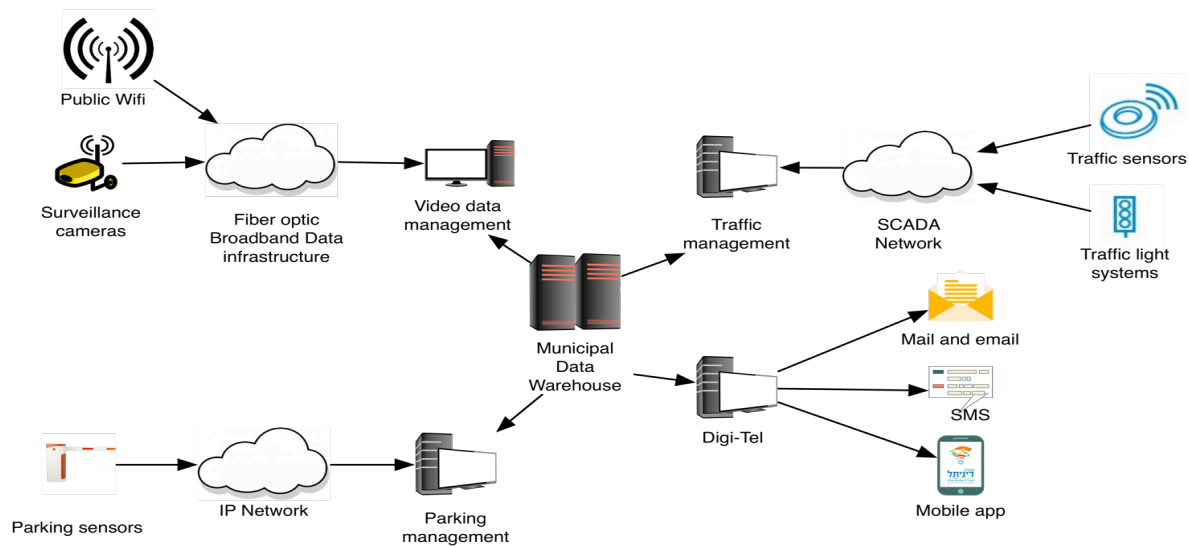 Public Wifi
Surveillance
cameras
Fiber optic
Broadband Data
infrastructure
Video data
management
Traffic
management
SCADA
Network
Traffic sensors
Traffic light
systems
Municipal
Data
Warehouse
Mail and email
SMS
Digi-Tel
דיגיתל
Mobile app
Parking sensors
IP Network
Parking
management